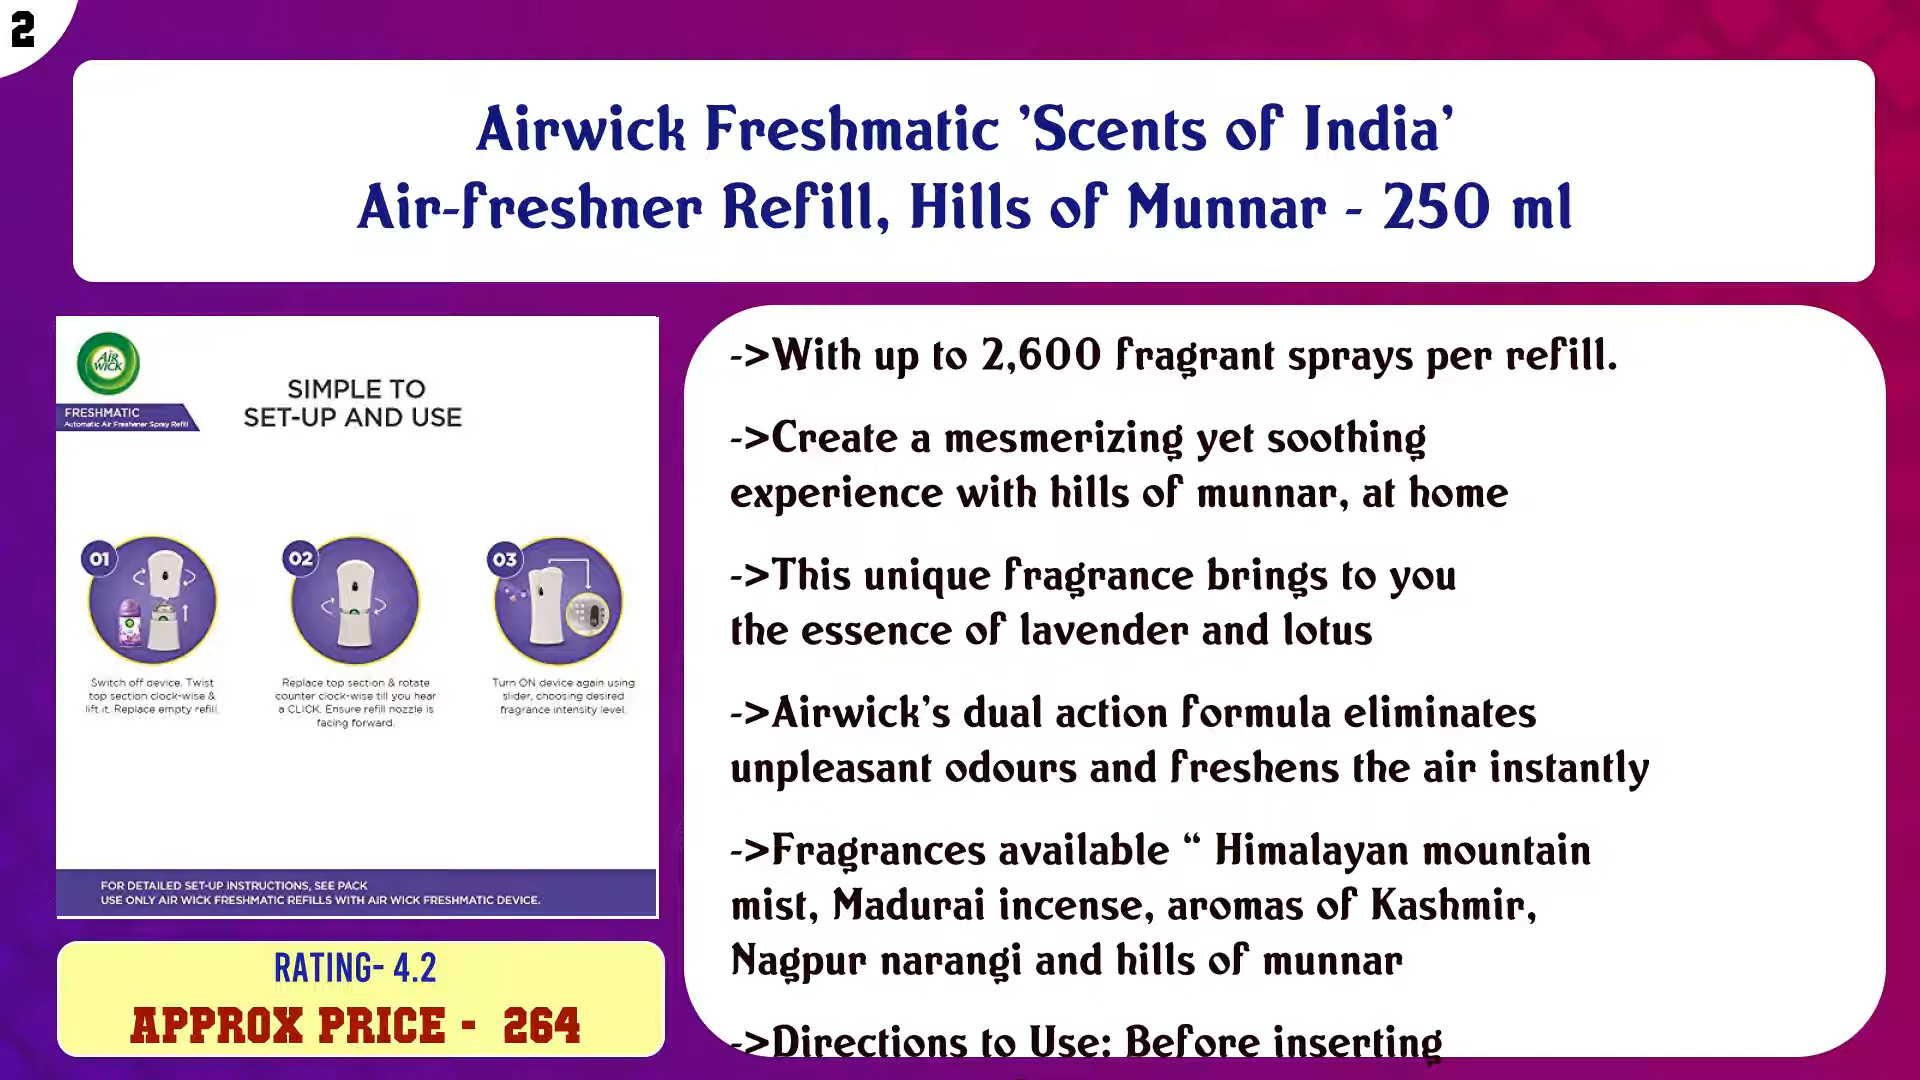 2
Airwick Freshmatic 'Scents of India'
Air-freshner Refill, Hills of Munnar - 250 ml
AIR
WICK
FRESHMATIC
Automatic Air Freshener Spray Refill
SIMPLE TO
SET-UP AND USE
01
Switch off device. Twist
top section clock-wise &
lift it. Replace empty refill.
02
Replace top section & rotate
counter clock-wise till you hear
a CLICK. Ensure refill nozzle is
facing forward.
03
Turn ON device again using
slider, choosing desired
fragrance intensity level.
FOR DETAILED SET-UP INSTRUCTIONS, SEE PACK
USE ONLY AIR WICK FRESHMATIC REFILLS WITH AIR WICK FRESHMATIC DEVICE.
RATING- 4.2
APPROX PRICE - 264
->With up to 2,600 fragrant sprays per refill.
->Create a mesmerizing yet soothing
experience with hills of munnar, at home
->This unique fragrance brings to you
the essence of lavender and lotus
->Airwick's dual action formula eliminates
unpleasant odours and freshens the air instantly
->Fragrances available “ Himalayan mountain
mist, Madurai incense, aromas of Kashmir,
Nagpur narangi and hills of munnar
->Directions to Use: Before inserting